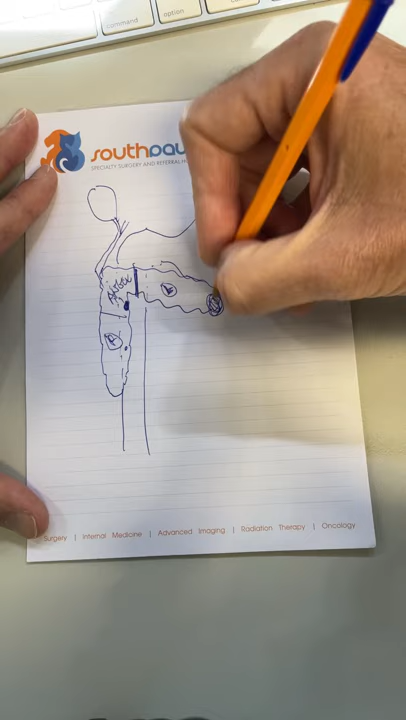 command
option
southpaw
SPECIALTY SURGERY AND REFERRAL
Surgery | Internal Medicine | Advanced Imaging | Radiation Therapy | Oncology